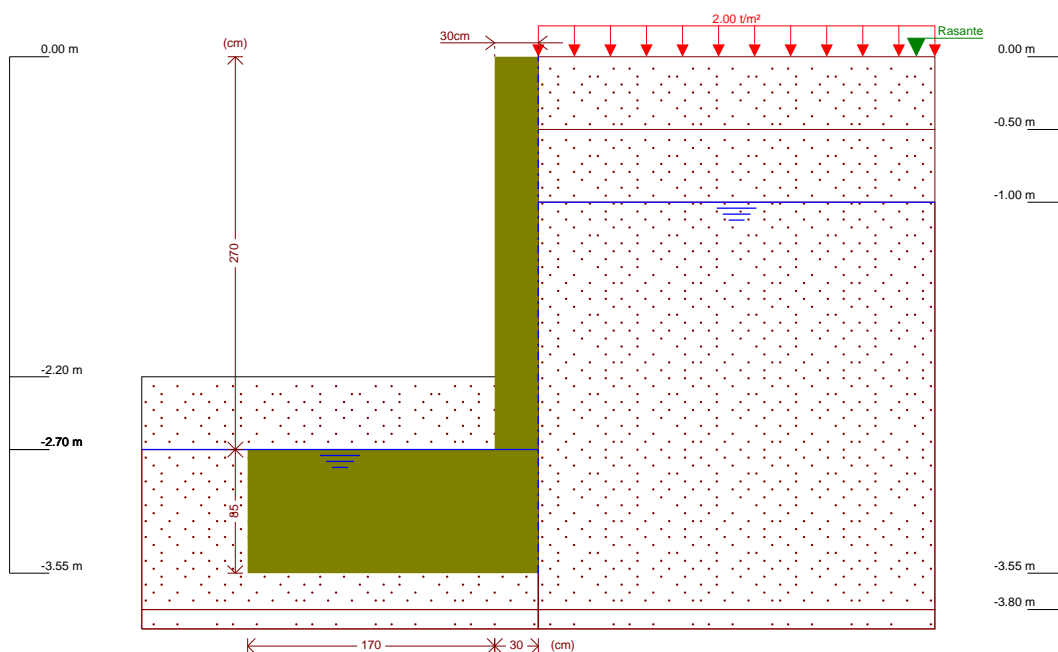 2.00 t/m²
Rasante
30cm
(cm)
0.00 m
0.00 m
-0.50 m
-1.00 m
270
-2.20 m
-2.70 m
85
-3.55 m
-3.55 m
-3.80 m
170
30
(cm)